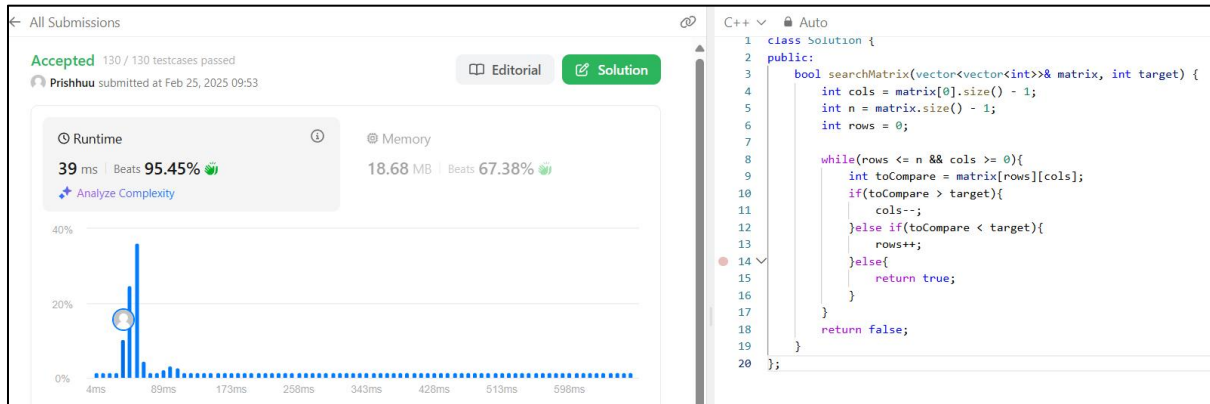 ← All Submissions
Accepted 130 / 130 testcases passed
Prishhuu submitted at Feb 25, 2025 09:53
Editorial
Solution
Runtime
39 ms | Beats 95.45%
Analyze Complexity
Memory
18.68 MB | Beats 67.38%
40%
20%
0%
4ms 89ms 173ms 258ms 343ms 428ms 513ms 598ms
C++ Auto
1 class Solution {
2 public:
3     bool searchMatrix(vector<vector<int>>& matrix, int target) {
4         int cols = matrix[0].size() - 1;
5         int n = matrix.size() - 1;
6         int rows = 0;
7
8         while(rows <= n && cols >= 0){
9             int toCompare = matrix[rows][cols];
10             if(toCompare > target){
11                 cols--;
12             }else if(toCompare < target){
13                 rows++;
14             }else{
15                 return true;
16             }
17         }
18         return false;
19     }
20 };